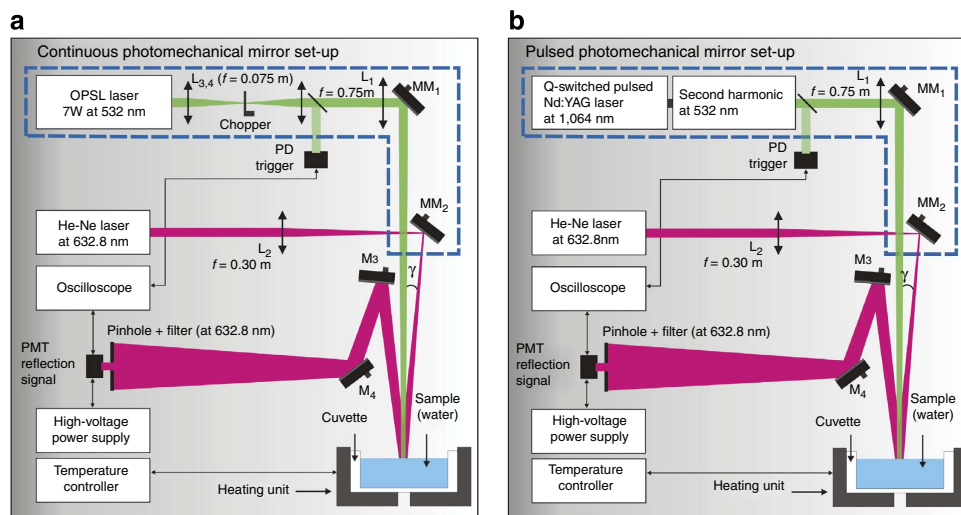 a
Continuous photomechanical mirror set-up
OPSL laser
7W at 532 nm
L3,4 (f = 0.075 m)
Chopper
L1
f = 0.75m
MM1
PD
trigger
MM2
He-Ne laser
at 632.8 nm
L2
f = 0.30 m
M3
γ
Oscilloscope
Pinhole + filter (at 632.8 nm)
PMT
reflection
signal
M4
High-voltage
power supply
Cuvette
Sample
(water)
Temperature
controller
Heating unit
b
Pulsed photomechanical mirror set-up
Q-switched pulsed
Nd:YAG laser
at 1,064 nm
Second harmonic
at 532 nm
L1
f = 0.75 m
MM1
PD
trigger
MM2
He-Ne laser
at 632.8nm
L2
f = 0.30 m
M3
γ
Oscilloscope
Pinhole + filter (at 632.8 nm)
PMT
reflection
signal
M4
High-voltage
power supply
Cuvette
Sample
(water)
Temperature
controller
Heating unit